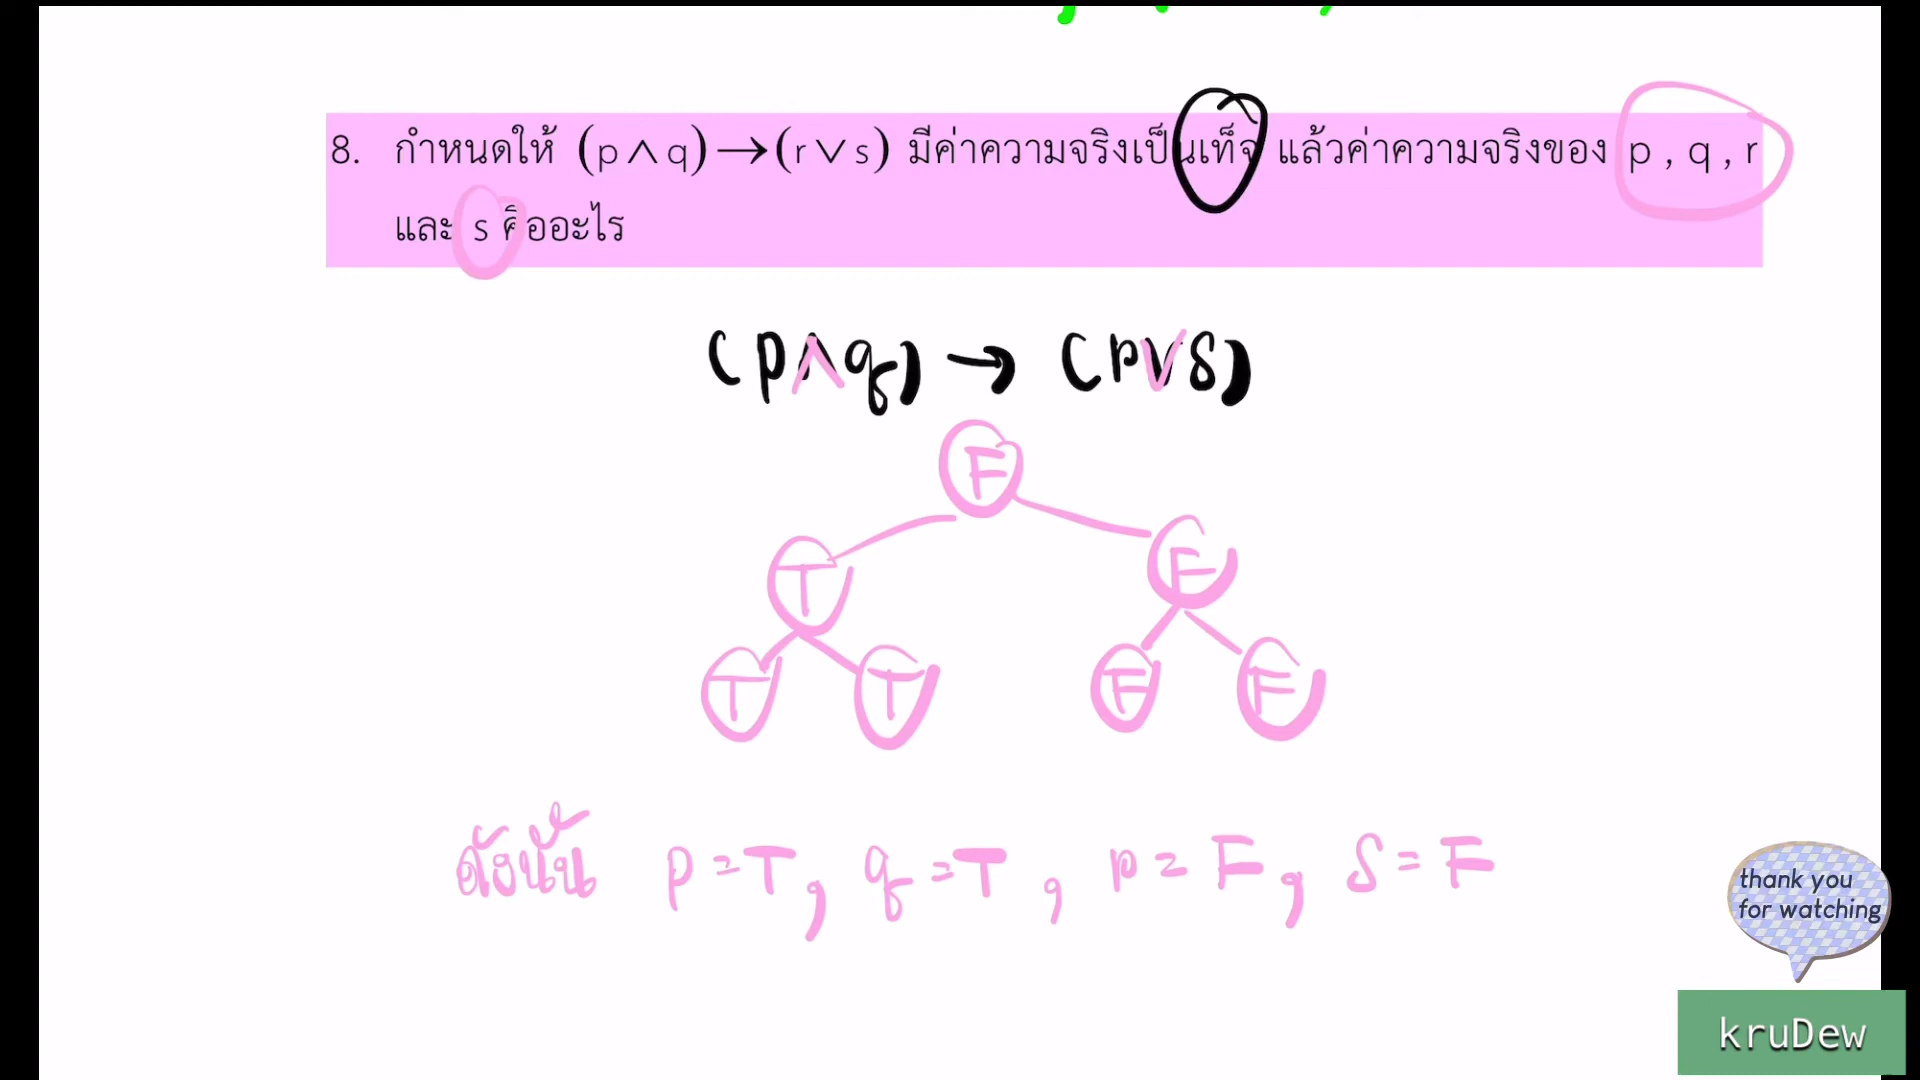 8. กำหนดให้ (p∧q)→(r∨s) มีค่าความจริงเป็นเท็จ แล้วค่าความจริงของ p , q , r
และ s คืออะไร
(p∧q) → (r∨s)
F
T F
T T F F
ดังนั้น p = T, q = T, r = F, s = F
thank you
for watching
kruDew